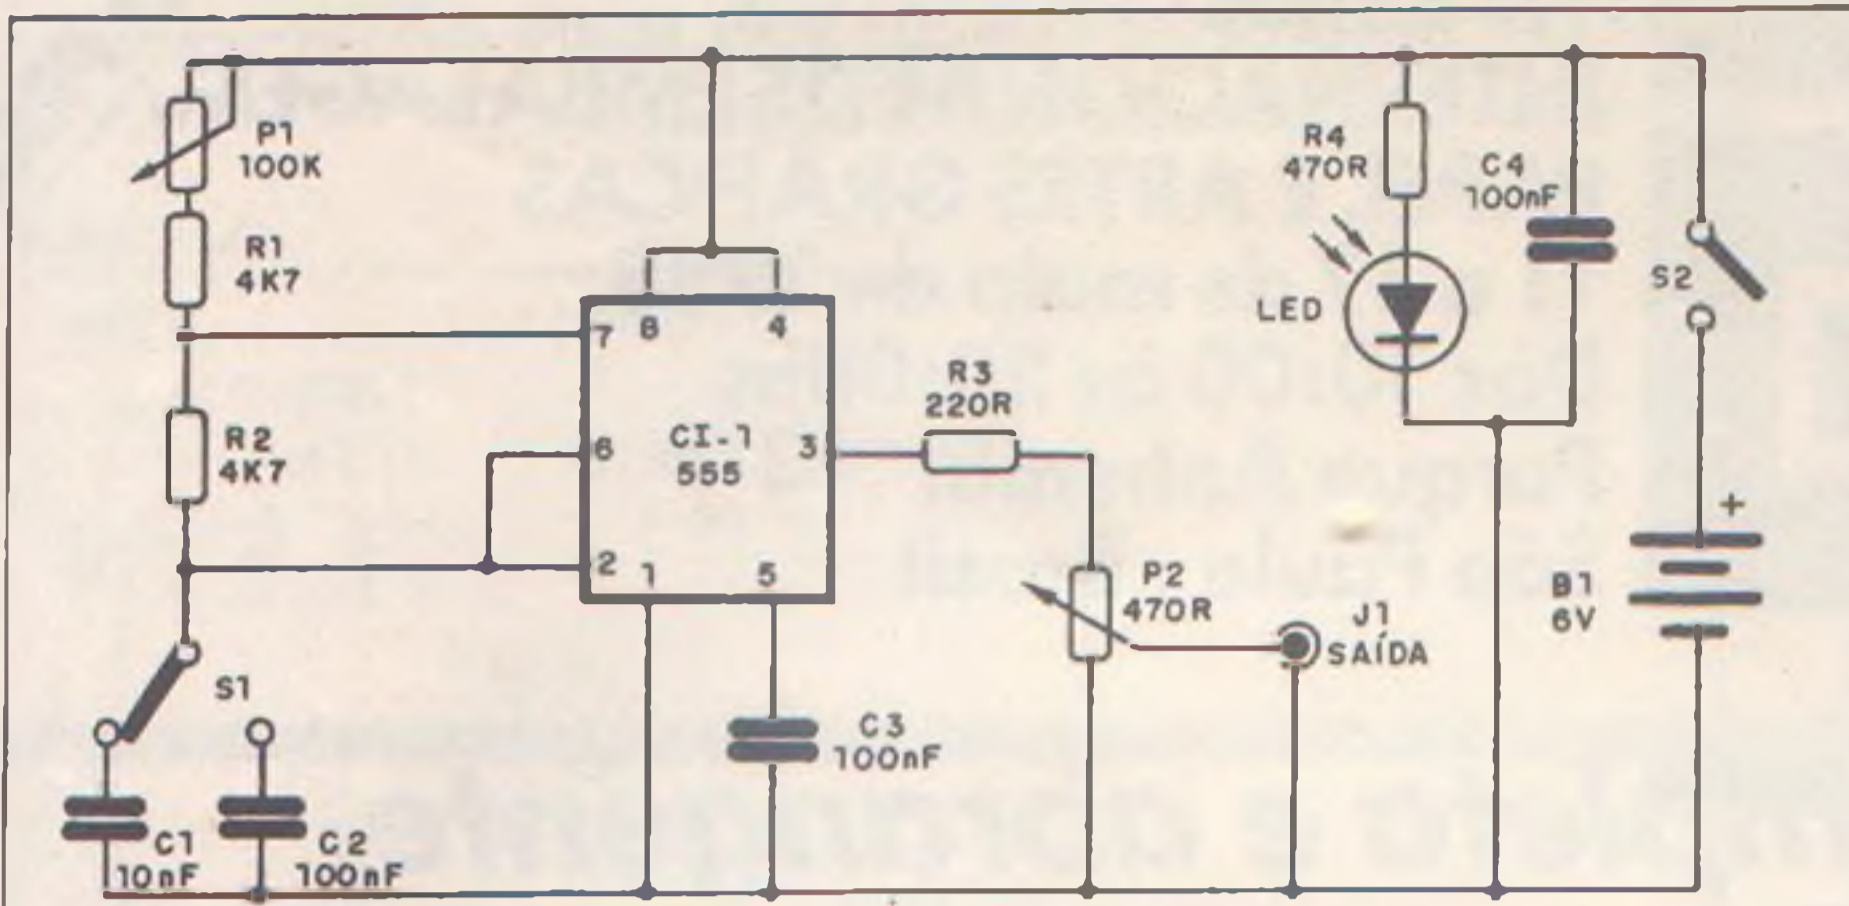 P1
100K
R1
4K7
R2
4K7
S1
C1
10nF
C2
100nF
7
8
4
6
CI-1
555
3
2
1
5
C3
100nF
R3
220R
P2
470R
J1
SAÍDA
R4
470R
LED
C4
100nF
S2
+
B1
6V